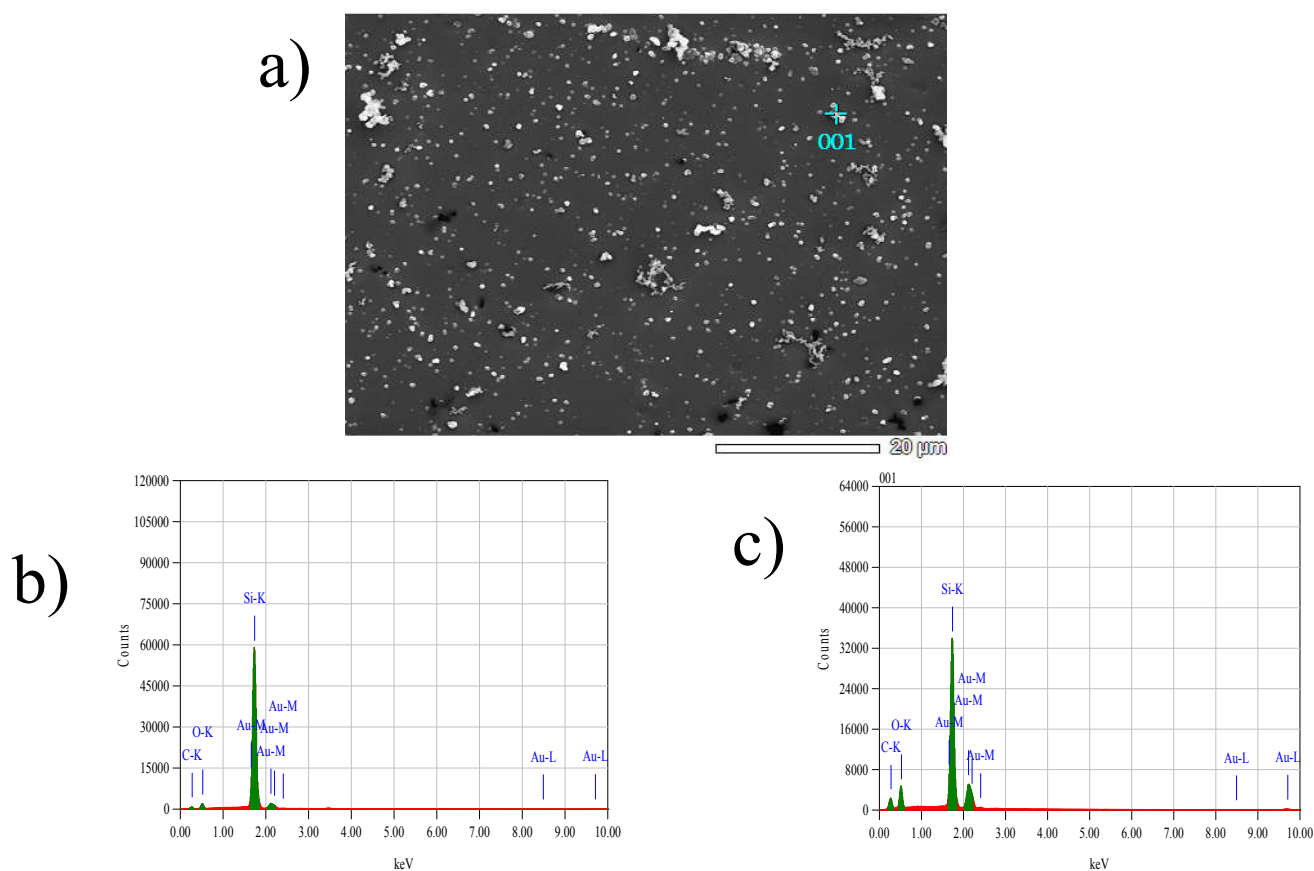 a)
001
20 µm
b)
120000
105000
90000
75000
60000
45000
30000
15000
0
Counts
Si-K
Au-M
O-K
Au-M Au-M
C-K
Au-M
Au-L
Au-L
0.00 1.00 2.00 3.00 4.00 5.00 6.00 7.00 8.00 9.00 10.00
keV
c)
001
64000
56000
48000
40000
32000
24000
16000
8000
0
Counts
Si-K
Au-M
Au-M
O-K
Au-M
C-K
Au-M
Au-L
Au-L
0.00 1.00 2.00 3.00 4.00 5.00 6.00 7.00 8.00 9.00 10.00
keV